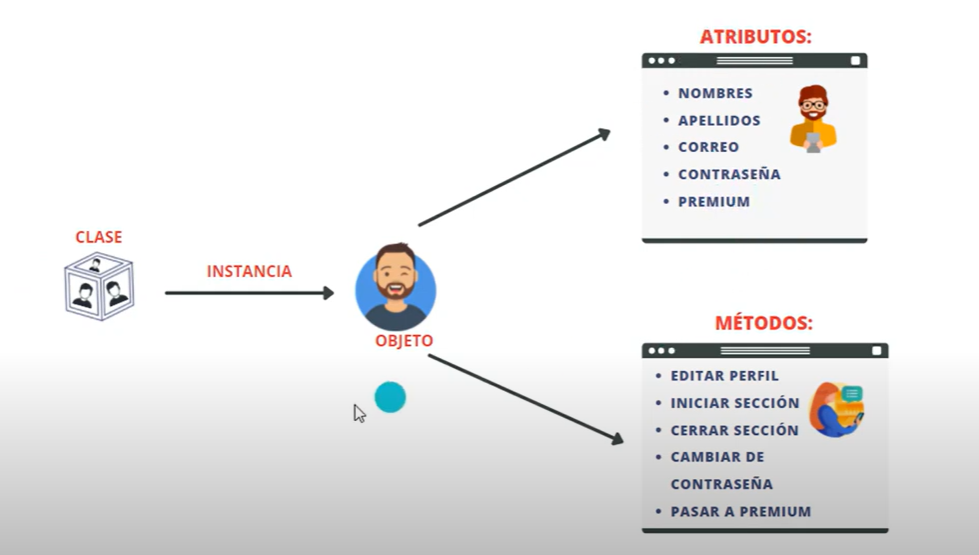 ATRIBUTOS:
• NOMBRES
• APELLIDOS
• CORREO
• CONTRASEÑA
• PREMIUM
CLASE
INSTANCIA
OBJETO
MÉTODOS:
• EDITAR PERFIL
• INICIAR SECCIÓN
• CERRAR SECCIÓN
• CAMBIAR DE
CONTRASEÑA
• PASAR A PREMIUM